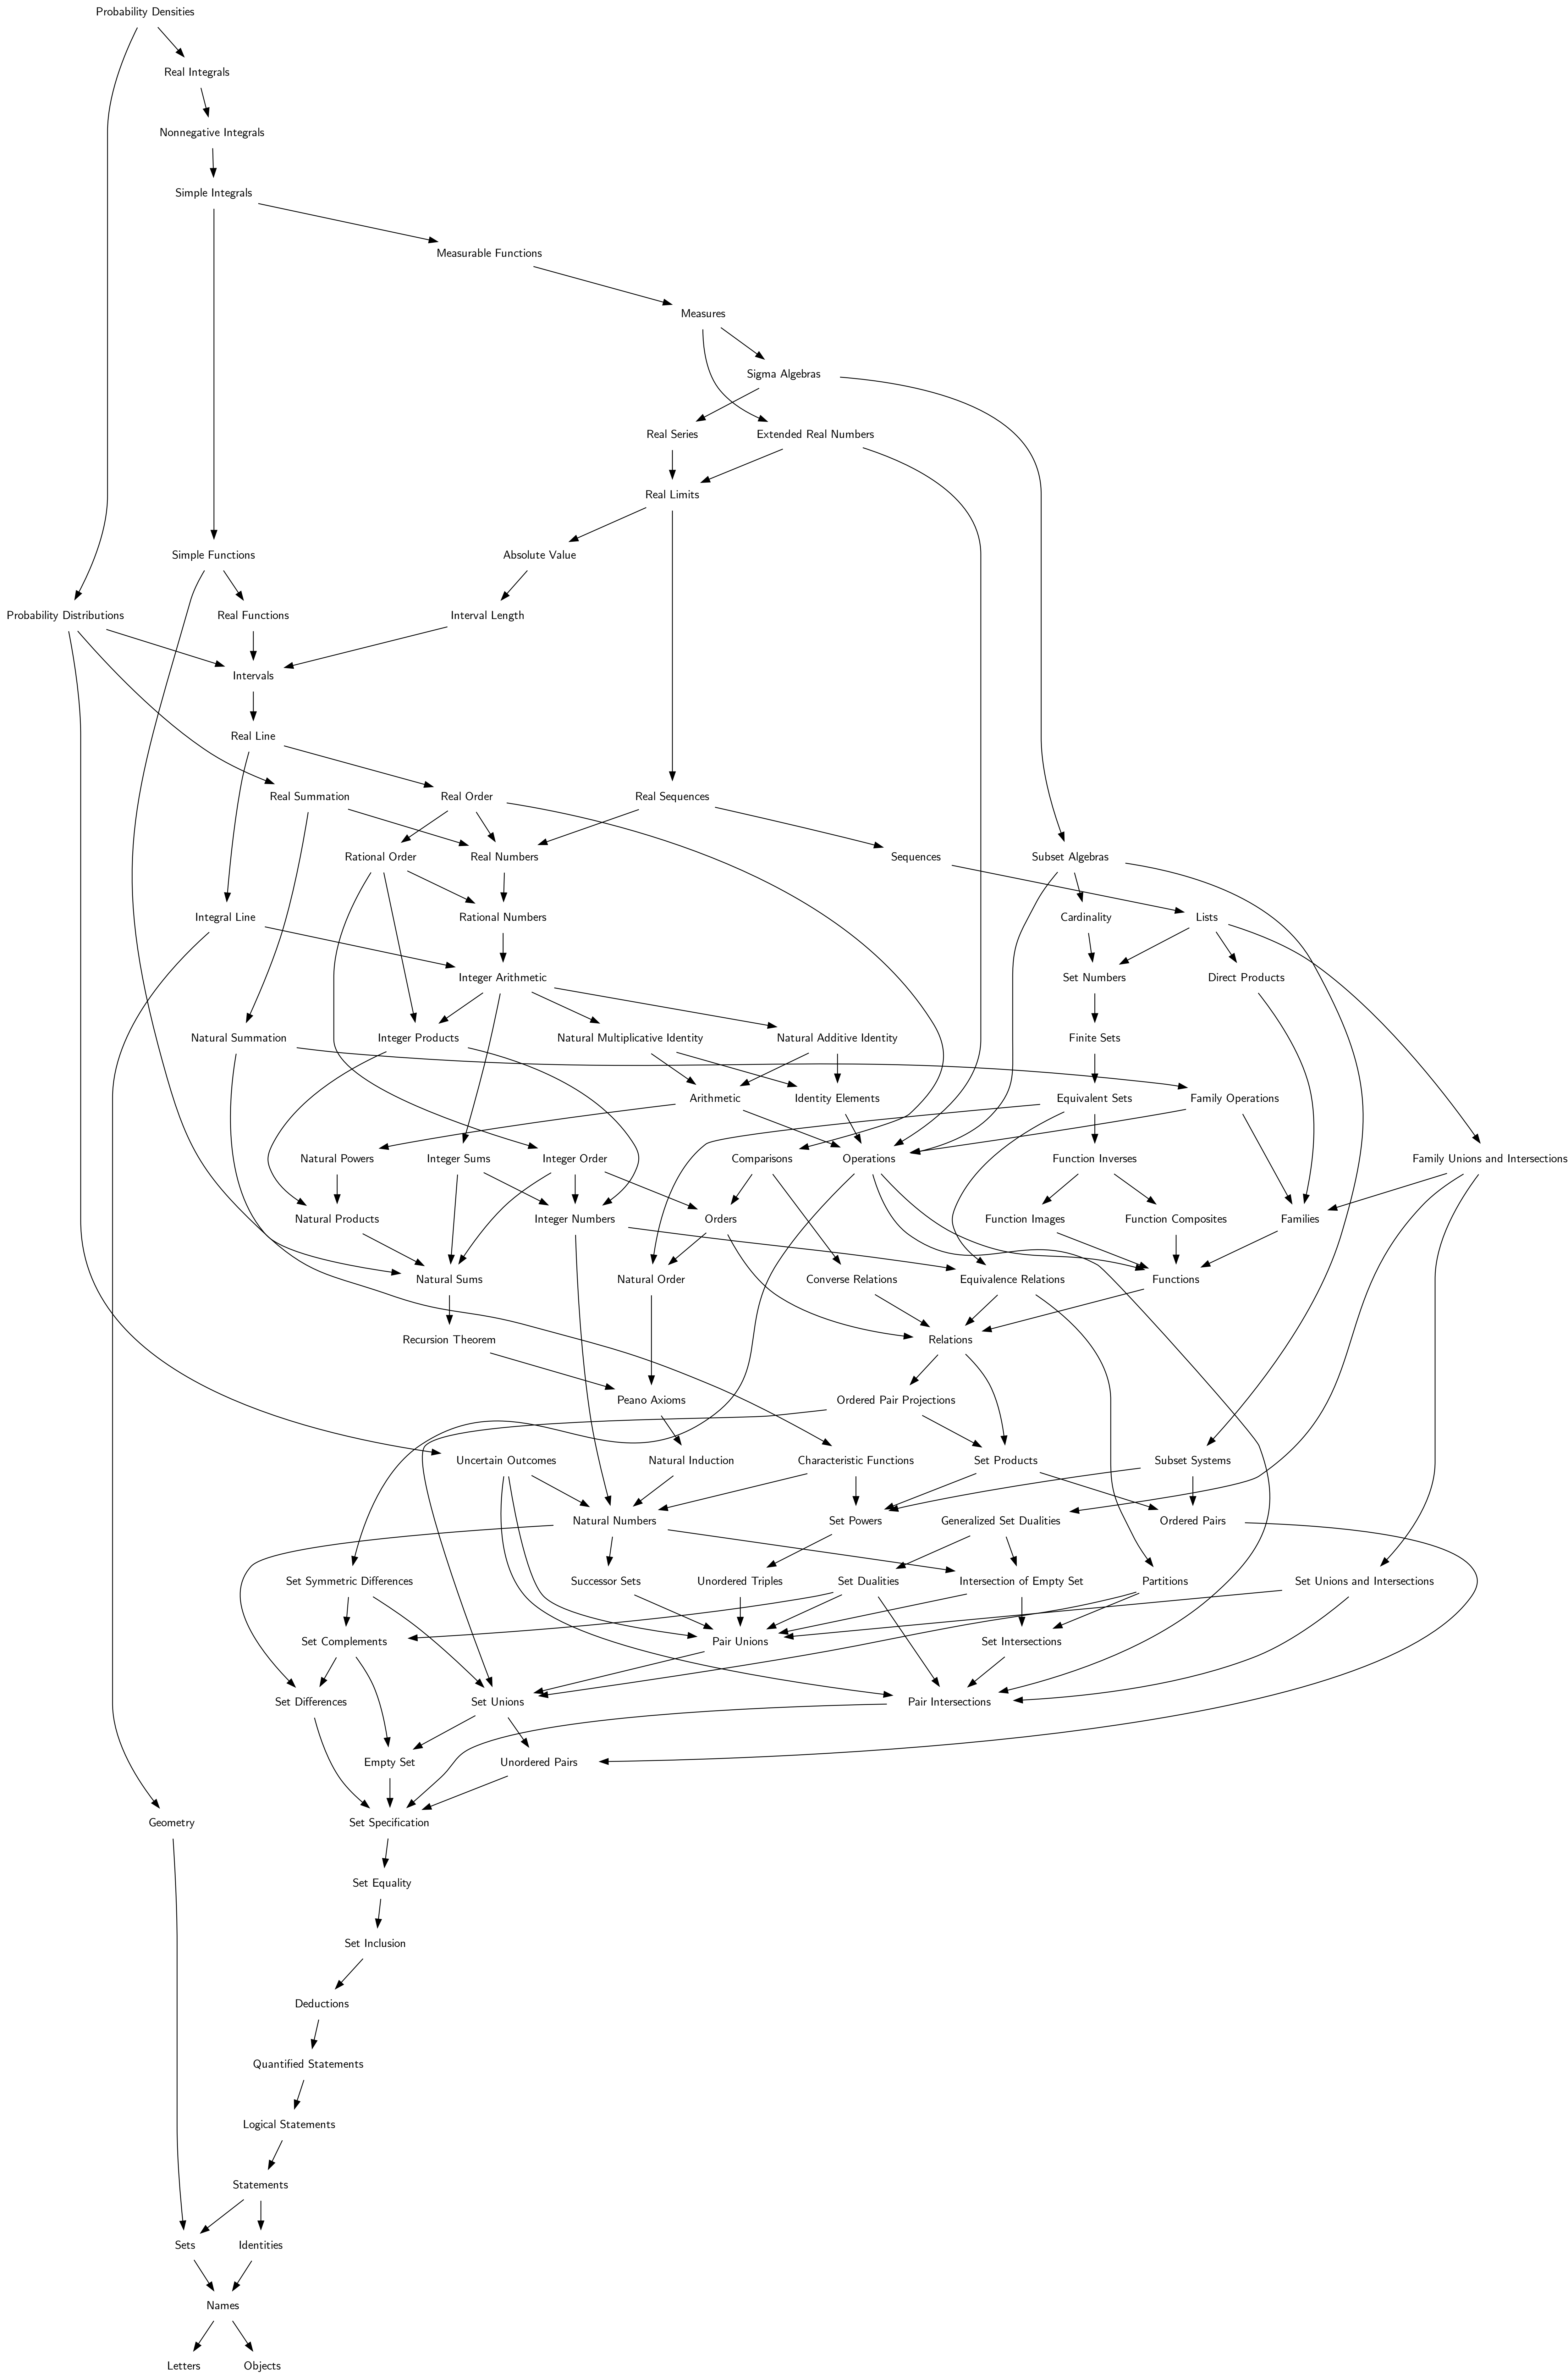 Probability Densities
Real Integrals
Nonnegative Integrals
Simple Integrals
Measurable Functions
Measures
Sigma Algebras
Real Series
Extended Real Numbers
Real Limits
Simple Functions
Absolute Value
Probability Distributions
Real Functions
Interval Length
Intervals
Real Line
Real Summation
Real Order
Real Sequences
Rational Order
Real Numbers
Sequences
Subset Algebras
Integral Line
Rational Numbers
Cardinality
Lists
Integer Arithmetic
Set Numbers
Direct Products
Natural Summation
Integer Products
Natural Multiplicative Identity
Natural Additive Identity
Finite Sets
Arithmetic
Identity Elements
Equivalent Sets
Family Operations
Natural Powers
Integer Sums
Integer Order
Comparisons
Operations
Function Inverses
Family Unions and Intersections
Natural Products
Integer Numbers
Orders
Function Images
Function Composites
Families
Natural Sums
Natural Order
Converse Relations
Equivalence Relations
Functions
Recursion Theorem
Relations
Peano Axioms
Ordered Pair Projections
Uncertain Outcomes
Natural Induction
Characteristic Functions
Set Products
Subset Systems
Natural Numbers
Set Powers
Generalized Set Dualities
Ordered Pairs
Set Symmetric Differences
Successor Sets
Unordered Triples
Set Dualities
Intersection of Empty Set
Partitions
Set Unions and Intersections
Set Complements
Pair Unions
Set Intersections
Set Differences
Set Unions
Pair Intersections
Empty Set
Unordered Pairs
Geometry
Set Specification
Set Equality
Set Inclusion
Deductions
Quantified Statements
Logical Statements
Statements
Sets
Identities
Names
Letters
Objects